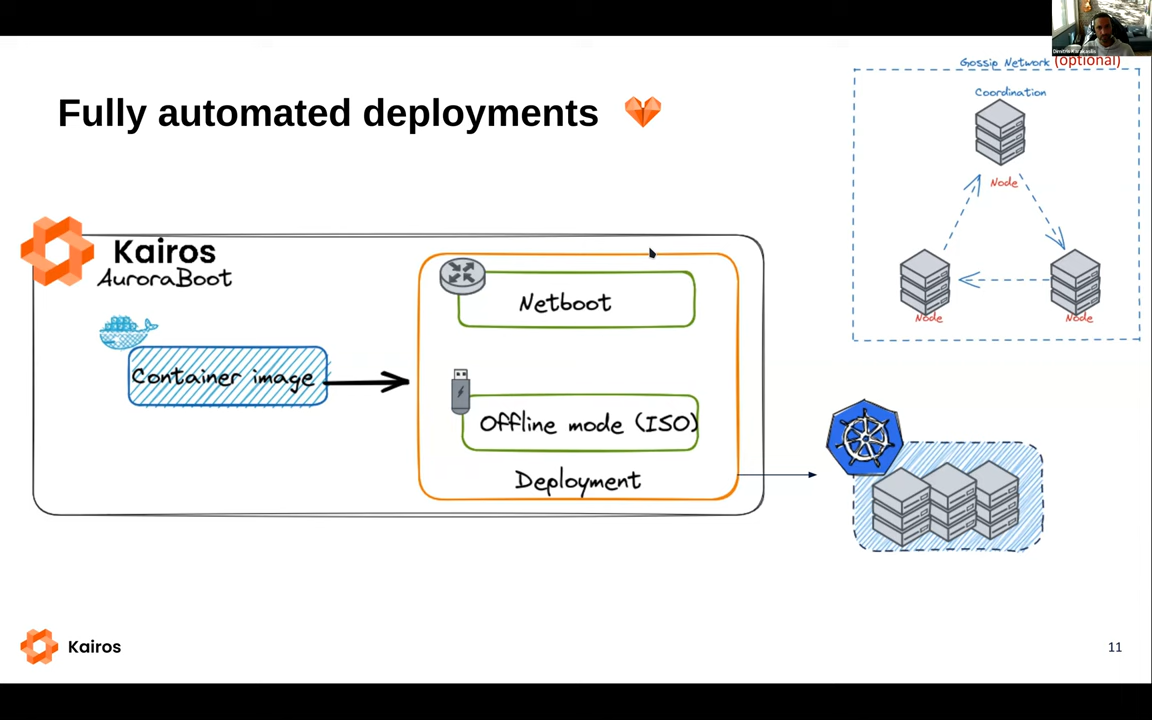 Fully automated deployments
Gossip Network (optional)
Coordination
Node
Node
Node
Kairos
AuroraBoot
Container image
Netboot
Offline mode (ISO)
Deployment
Kairos
11